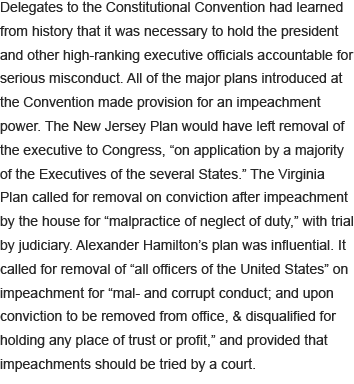 Delegates to the Constitutional Convention had learned
from history that it was necessary to hold the president
and other high-ranking executive officials accountable for
serious misconduct. All of the major plans introduced at
the Convention made provision for an impeachment
power. The New Jersey Plan would have left removal of
the executive to Congress, “on application by a majority
of the Executives of the several States.” The Virginia
Plan called for removal on conviction after impeachment
by the house for “malpractice of neglect of duty,” with trial
by judiciary. Alexander Hamilton’s plan was influential. It
called for removal of “all officers of the United States” on
impeachment for “mal- and corrupt conduct; and upon
conviction to be removed from office, & disqualified for
holding any place of trust or profit,” and provided that
impeachments should be tried by a court.